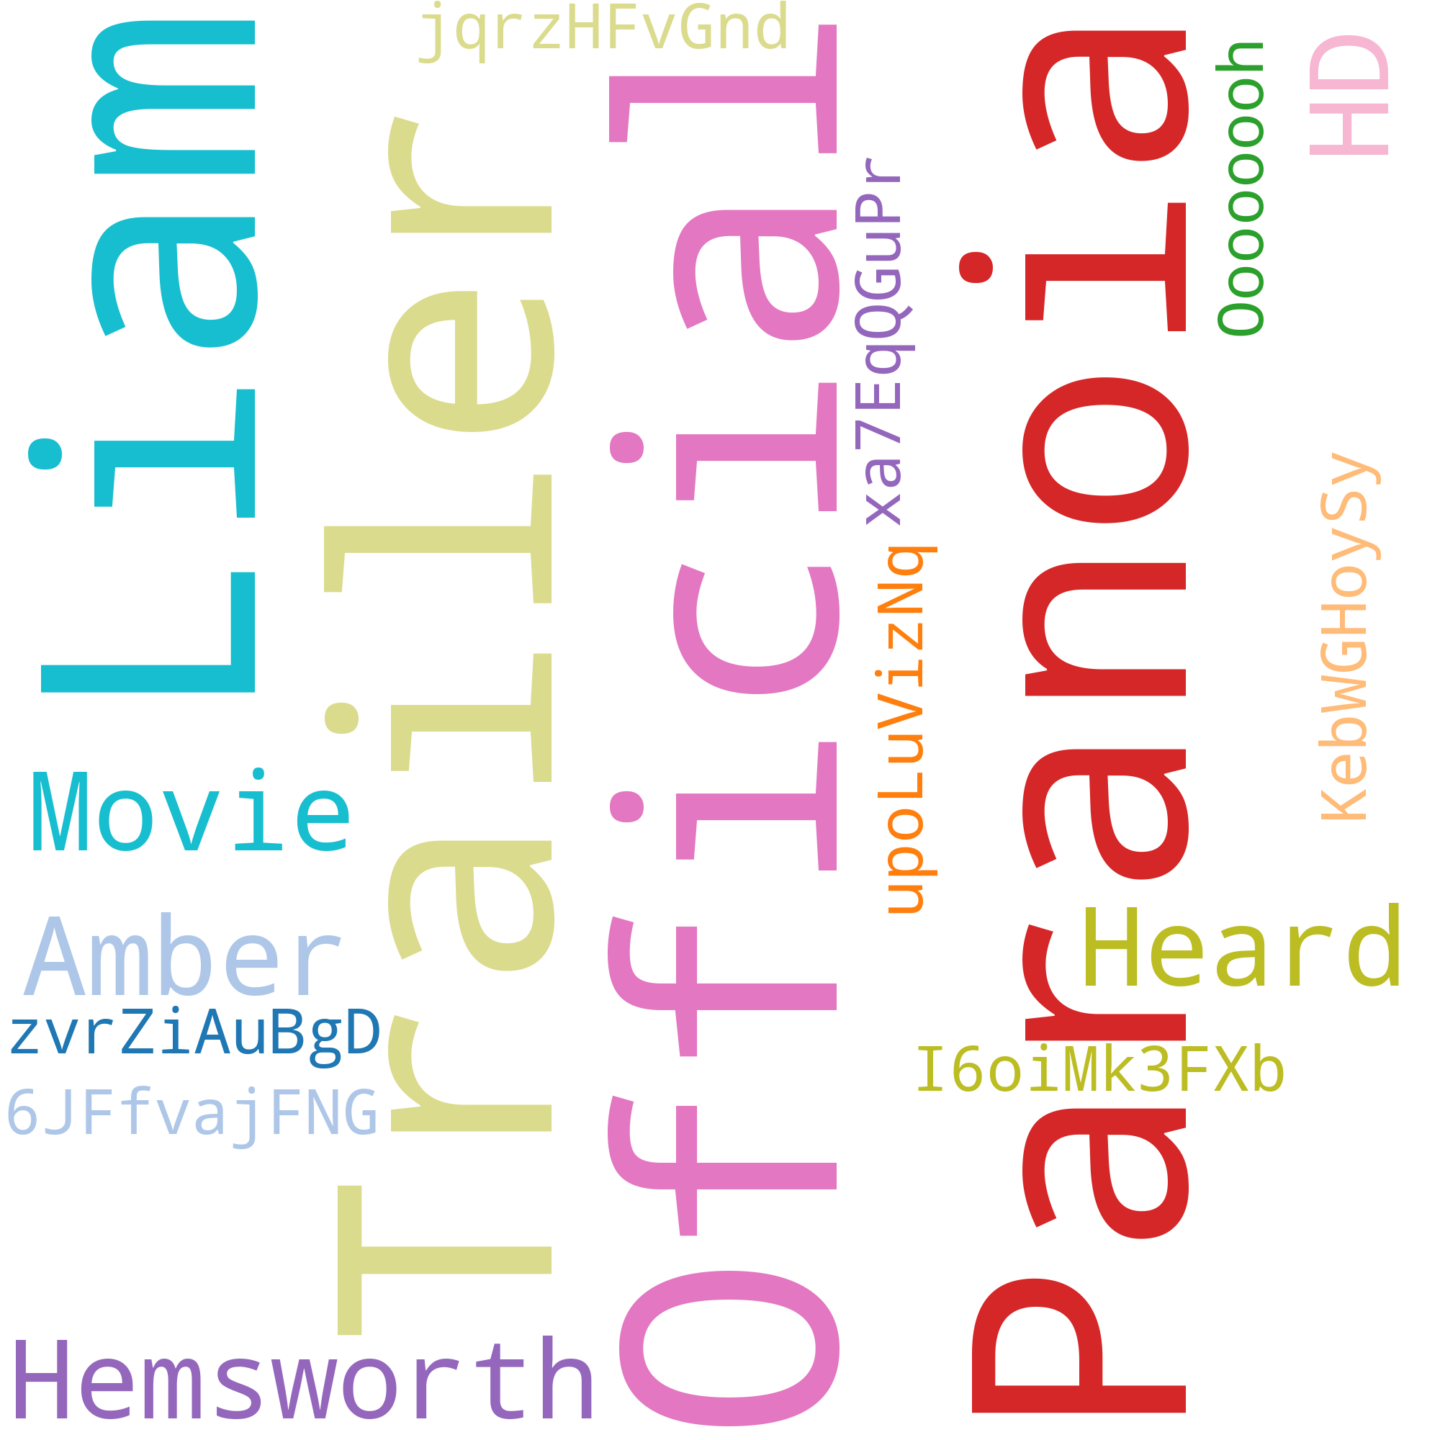 jqrzHFvGnd
Liam
Trailer
Official
xa7EqQGuPr
Paranoia
Ooooooooh
HD
upoLuVizNq
KebWGHoySy
Movie
Amber
Heard
zvrZiAuBgD
I6oiMk3FXb
6JFfvajFNG
Hemsworth